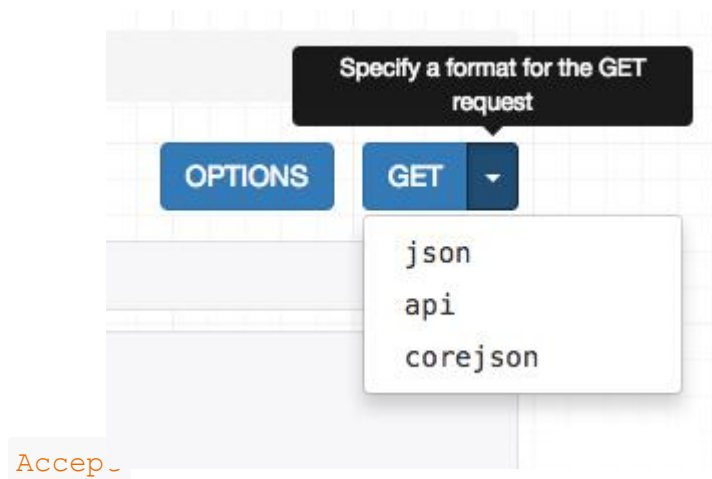 Specify a format for the GET
request
OPTIONS
GET
json
api
corejson